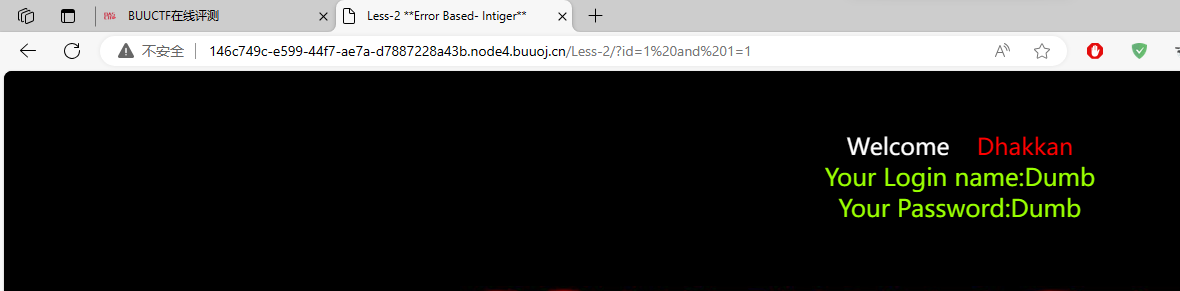 BUUCTF在线评测
Less-2 **Error Based- Intiger**
不安全 146c749c-e599-44f7-ae7a-d7887228a43b.node4.buuoj.cn/Less-2/?id=1%20and%201=1
Welcome Dhakkan
Your Login name:Dumb
Your Password:Dumb